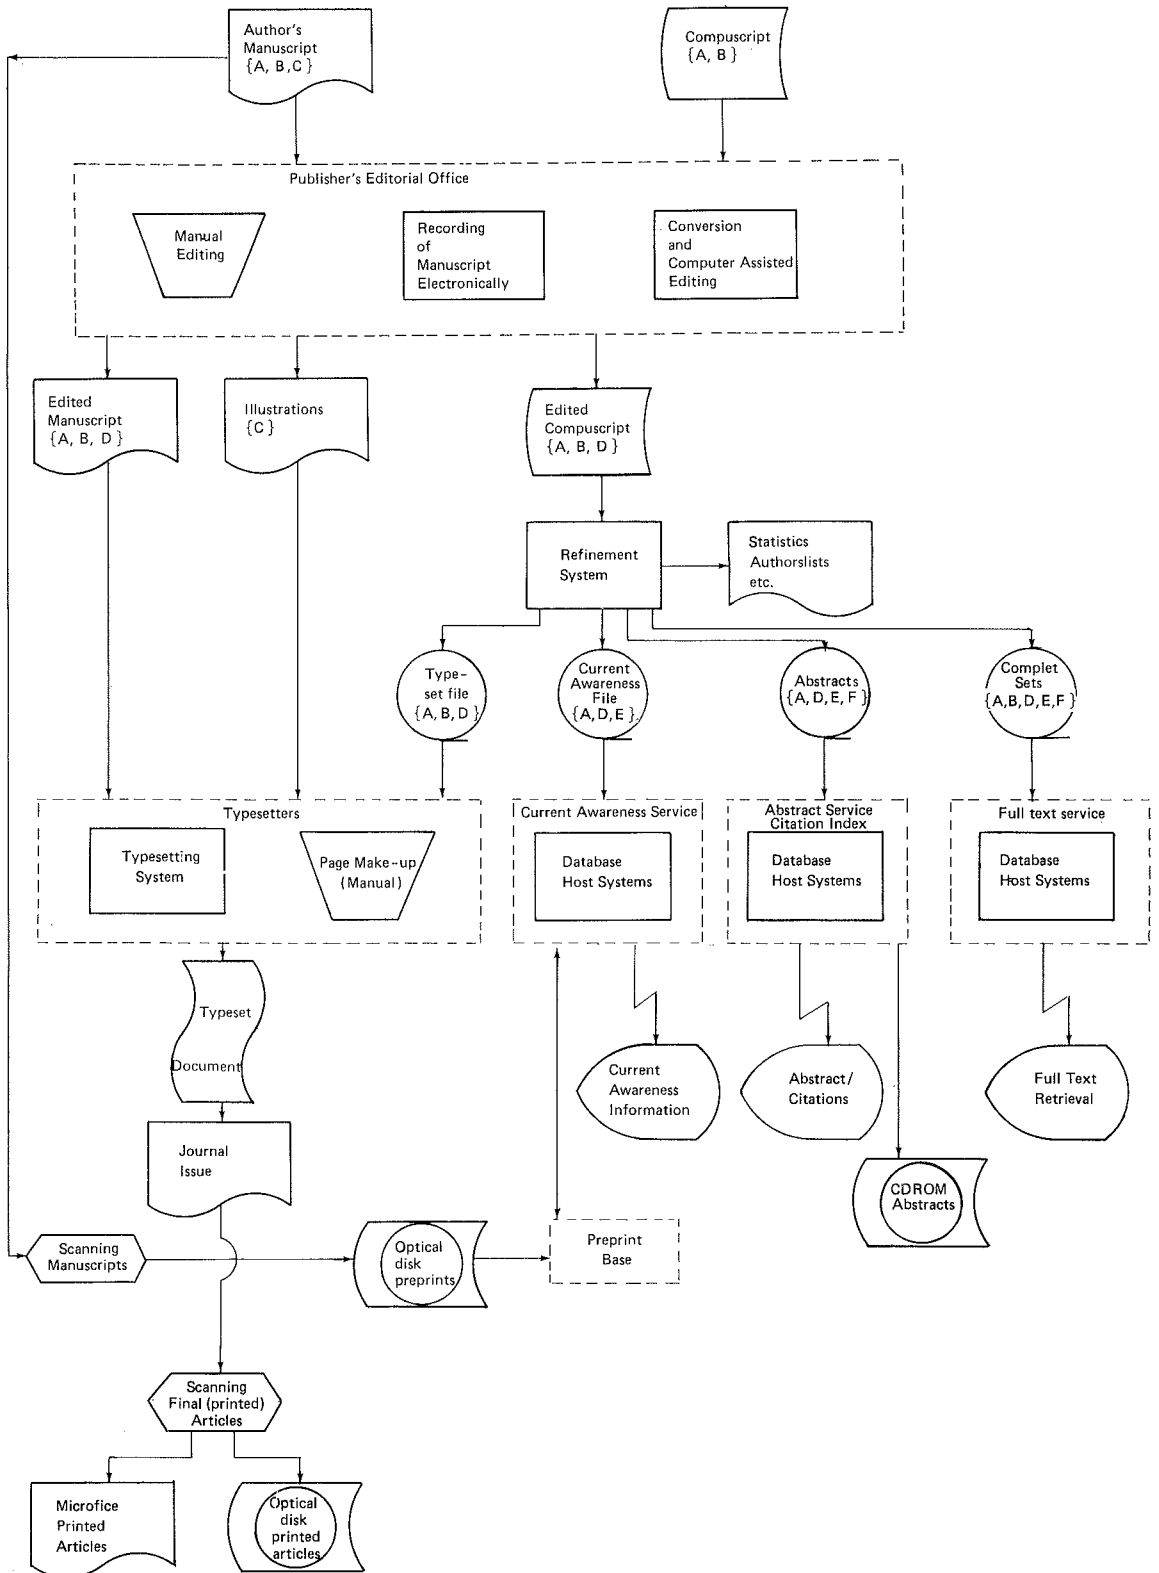 Author's
Manuscript
{A, B,C }
Compuscript
{A, B }
Publisher's Editorial Office
Manual
Editing
Recording
of
Manuscript
Electronically
Conversion
and
Computer Assisted
Editing
Edited
Manuscript
{A, B, D }
Illustrations
{C }
Edited
Compuscript
{A, B, D }
Refinement
System
Statistics
Authorslists
etc.
Type-
set file
{A, B, D }
Current
Awareness
File
{A, D, E }
Abstracts
{A, D, E, F }
Complet
Sets
{A,B,D,E,F }
Typesetters
Typesetting
System
Page Make-up
(Manual)
Current Awareness Service
Database
Host Systems
Abstract Service
Citation Index
Database
Host Systems
Full text service
Database
Host Systems
Typeset
Document
Current
Awareness
Information
Abstract/
Citations
Full Text
Retrieval
Journal
Issue
CDROM
Abstracts
Scanning
Manuscripts
Optical
disk
preprints
Preprint
Base
Scanning
Final (printed)
Articles
Microfice
Printed
Articles
Optical
disk
printed
articles